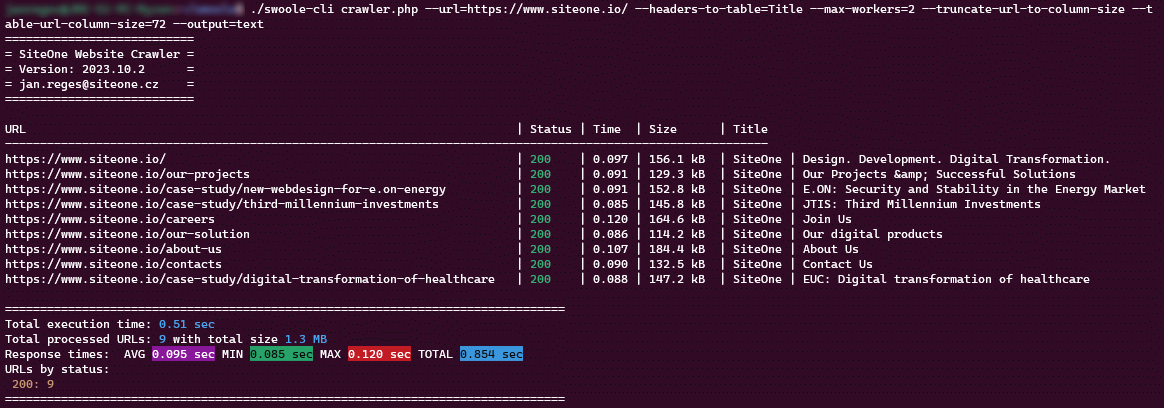 ./swoole-cli crawler.php --url=https://www.siteone.io/ --headers-to-table=Title --max-workers=2 --truncate-url-to-column-size --t
able-url-column-size=72 --output=text
===========================
= SiteOne Website Crawler =
= Version: 2023.10.2      =
= jan.reges@siteone.cz    =
===========================
URL | Status | Time | Size | Title
-------------------------------------------------------------------------------------------------------------
https://www.siteone.io/ | 200 | 0.097 | 156.1 kB | SiteOne | Design. Development. Digital Transformation.
https://www.siteone.io/our-projects | 200 | 0.091 | 129.3 kB | SiteOne | Our Projects &amp; Successful Solutions
https://www.siteone.io/case-study/new-webdesign-for-e.on-energy | 200 | 0.091 | 152.8 kB | SiteOne | E.ON: Security and Stability in the Energy Market
https://www.siteone.io/case-study/third-millennium-investments | 200 | 0.085 | 145.8 kB | SiteOne | JTIS: Third Millennium Investments
https://www.siteone.io/careers | 200 | 0.120 | 164.6 kB | SiteOne | Join Us
https://www.siteone.io/our-solution | 200 | 0.086 | 114.2 kB | SiteOne | Our digital products
https://www.siteone.io/about-us | 200 | 0.107 | 184.4 kB | SiteOne | About Us
https://www.siteone.io/contacts | 200 | 0.090 | 132.5 kB | SiteOne | Contact Us
https://www.siteone.io/case-study/digital-transformation-of-healthcare | 200 | 0.088 | 147.2 kB | SiteOne | EUC: Digital transformation of healthcare
================================================================================
Total execution time: 0.51 sec
Total processed URLs: 9 with total size 1.3 MB
Response times:  AVG 0.095 sec MIN 0.085 sec MAX 0.120 sec TOTAL 0.854 sec
URLs by status:
 200: 9
================================================================================